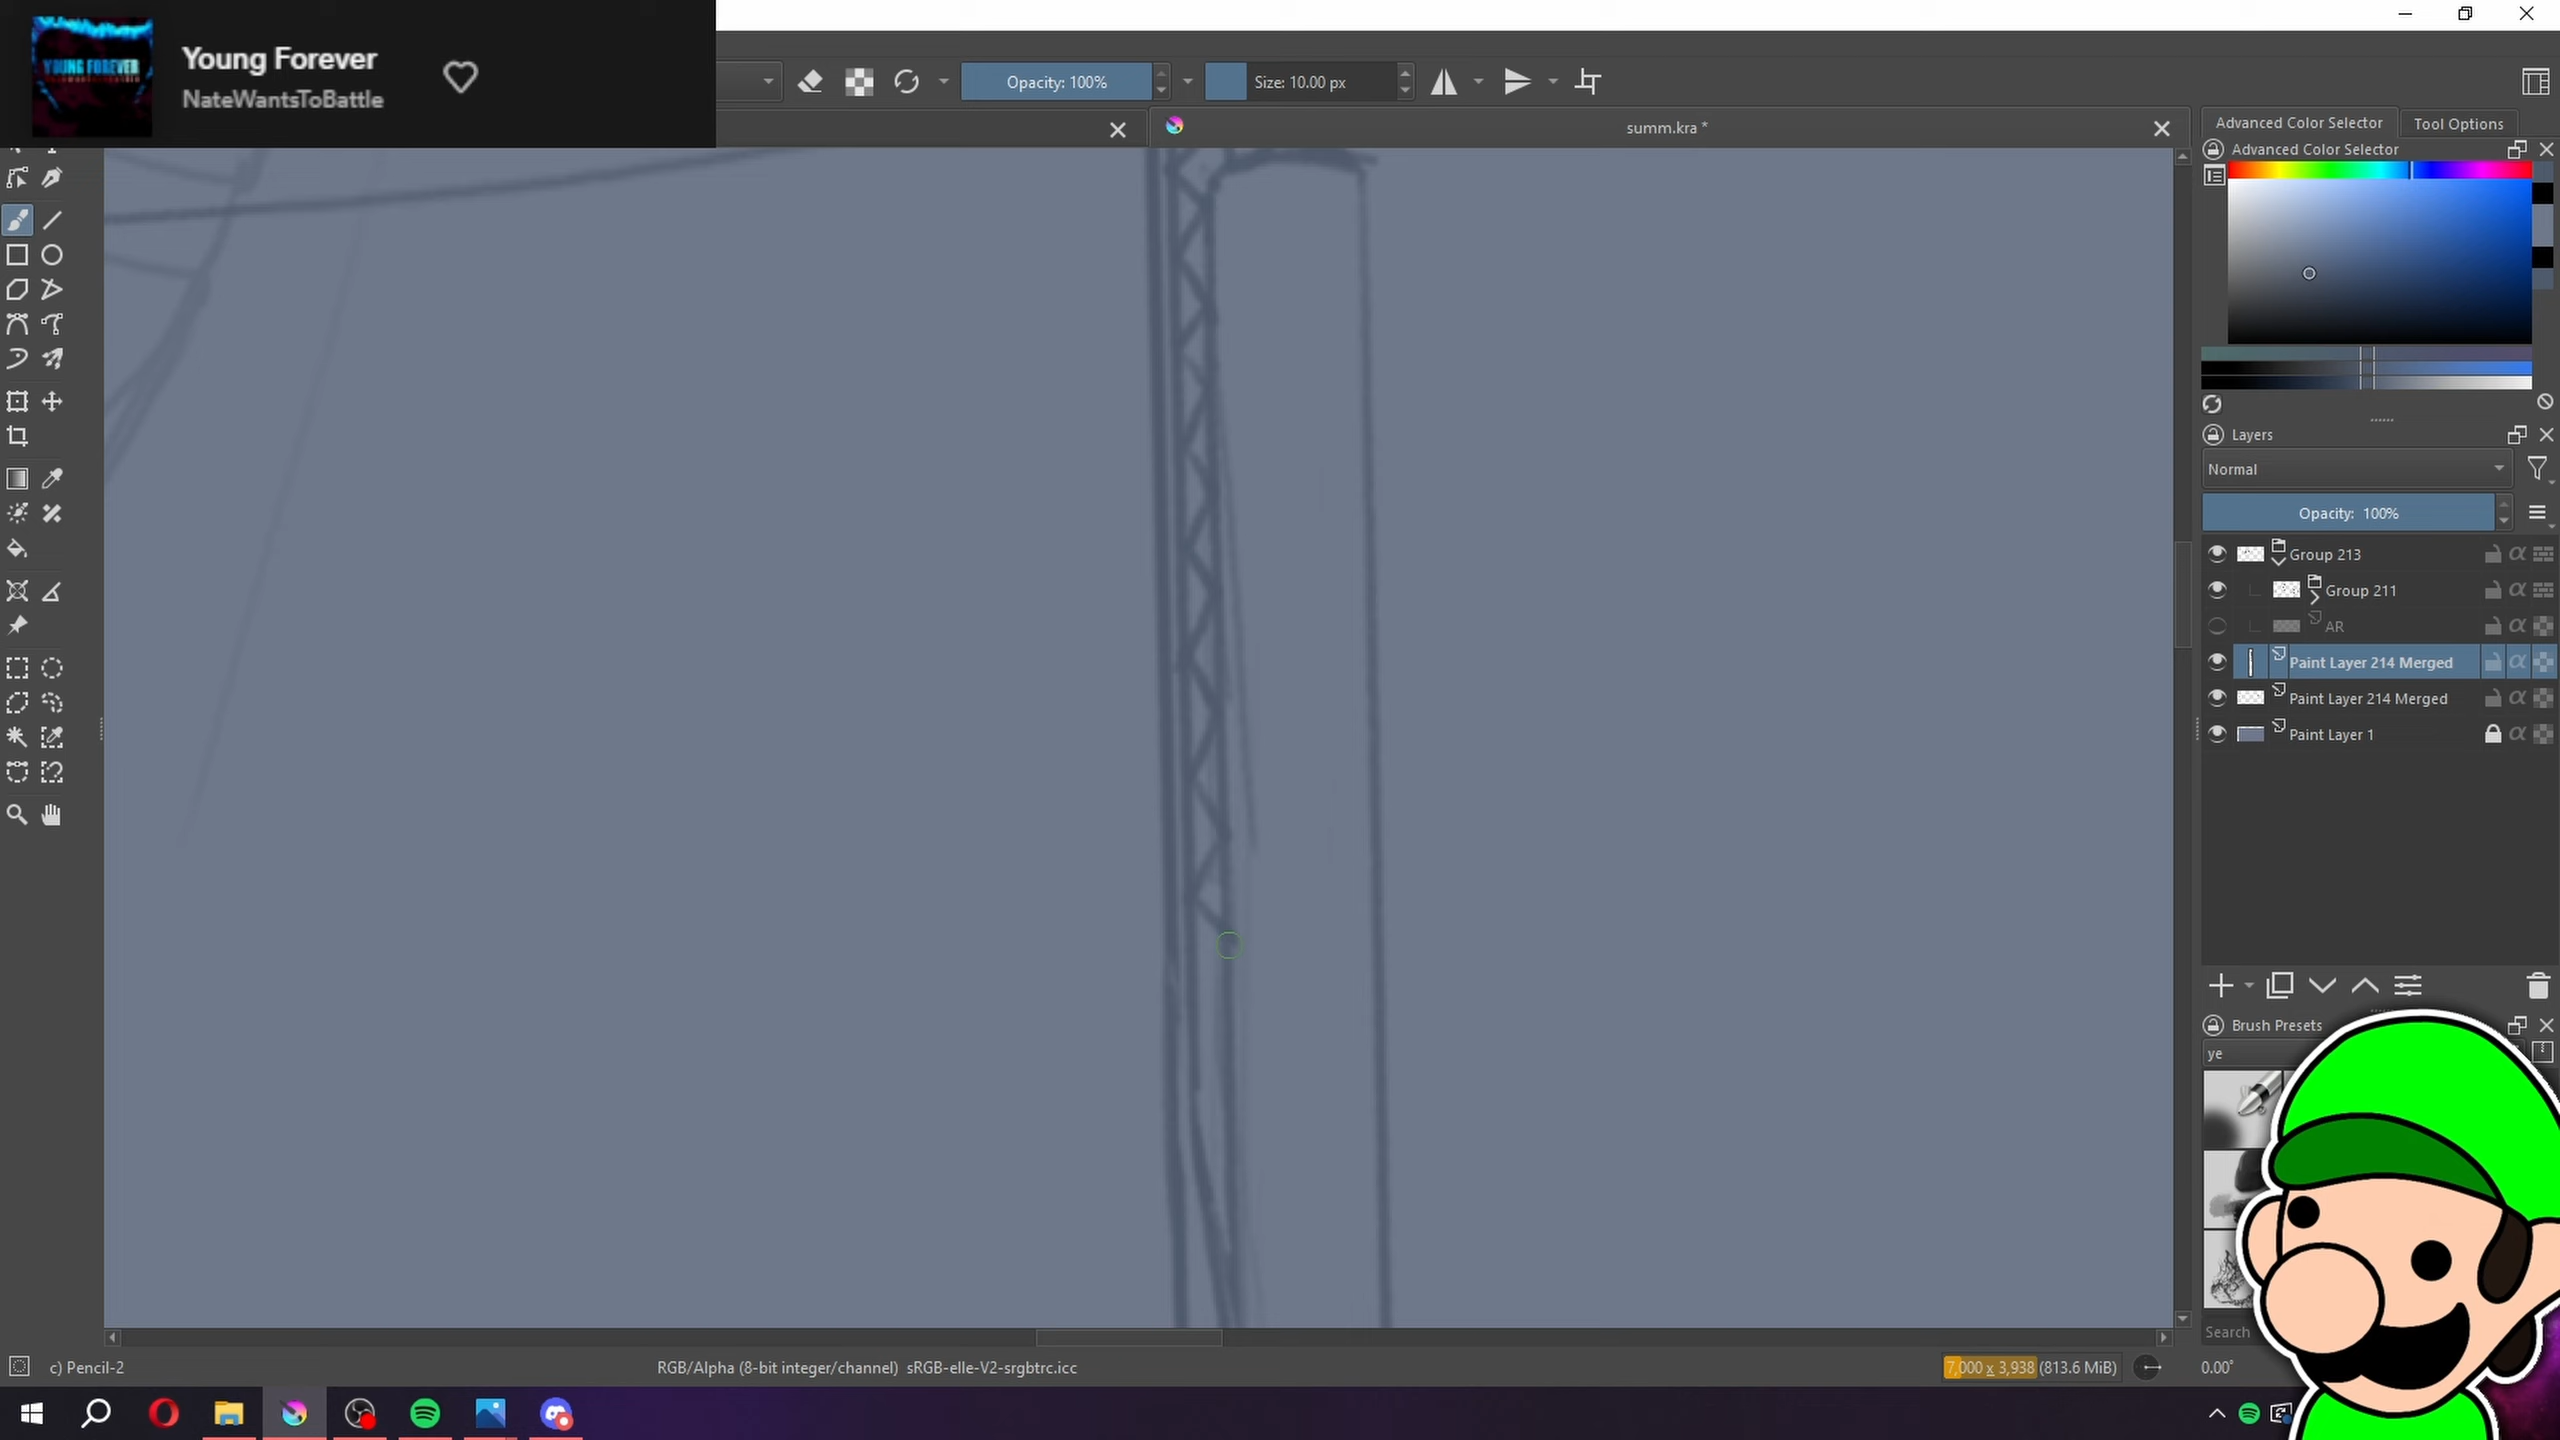 YOUNG FOREVER
Young Forever
NateWantsToBattle
Opacity: 100%
Size: 10.00 px
summ.kra *
Advanced Color Selector
Tool Options
Advanced Color Selector
Layers
Normal
Opacity: 100%
Group 213
Group 211
AR
Paint Layer 214 Merged
Paint Layer 214 Merged
Paint Layer 1
Brush Presets
ye
Search
c) Pencil-2
RGB/Alpha (8-bit integer/channel) sRGB-elle-V2-srgbtrc.icc
7,000 x 3,938 (813.6 MiB)
0.00°